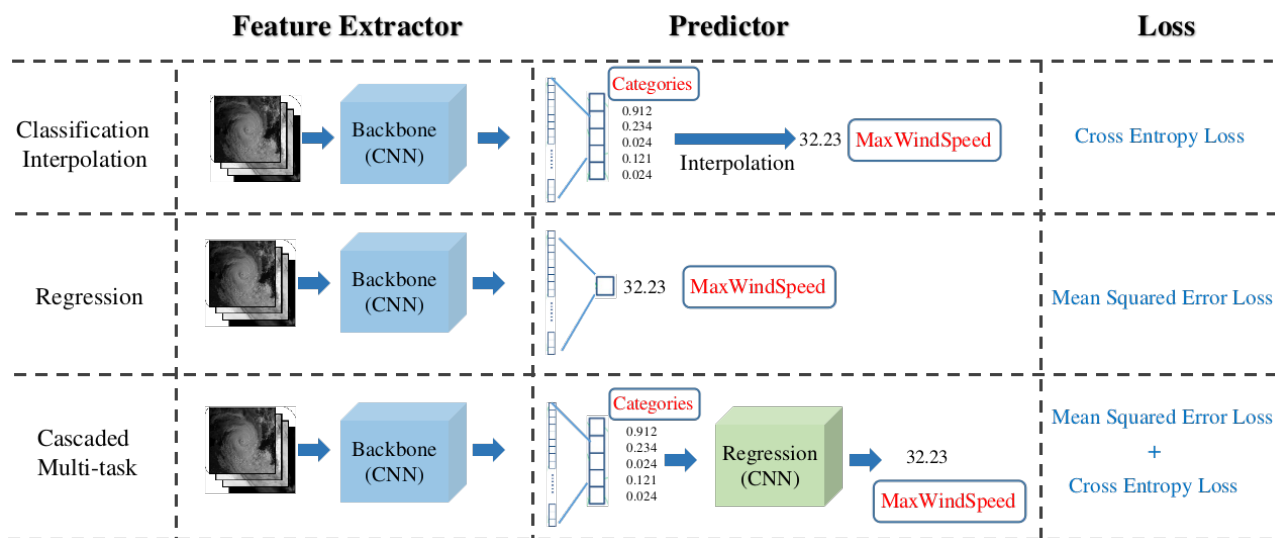 Feature Extractor
Predictor
Loss
Classification
Interpolation
Backbone
(CNN)
Categories
0.912
0.234
0.024
0.121
0.024
Interpolation
32.23
MaxWindSpeed
Cross Entropy Loss
Regression
Backbone
(CNN)
32.23
MaxWindSpeed
Mean Squared Error Loss
Cascaded
Multi-task
Backbone
(CNN)
Categories
0.912
0.234
0.024
0.121
0.024
Regression
(CNN)
32.23
MaxWindSpeed
Mean Squared Error Loss
+
Cross Entropy Loss